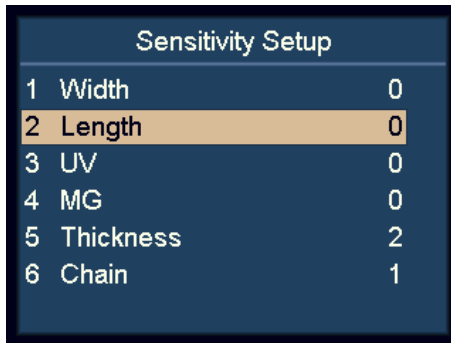 Sensitivity Setup
1 Width 0
2 Length 0
3 UV 0
4 MG 0
5 Thickness 2
6 Chain 1